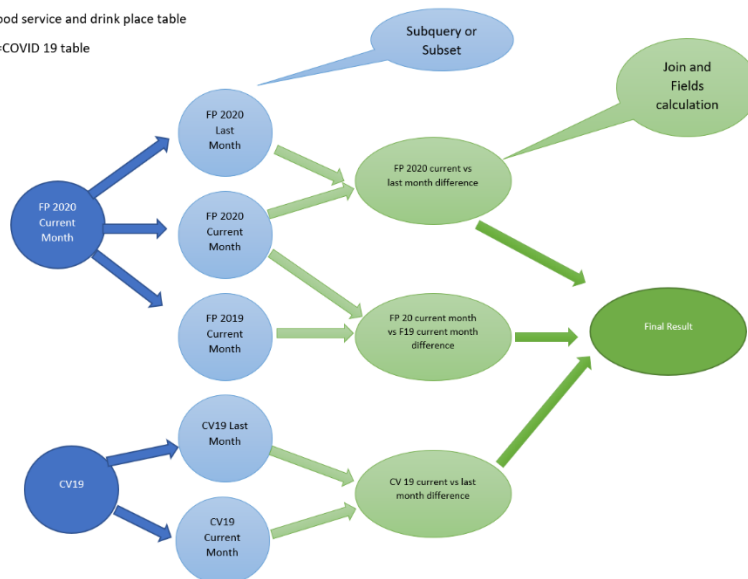 ood service and drink place table
=COVID 19 table
Subquery or
Subset
Join and
Fields
calculation
FP 2020
Last
Month
FP 2020
Current
Month
FP 2020
Current
Month
FP 2019
Current
Month
FP 2020 current vs
last month difference
FP 20 current month
vs F19 current month
difference
Final Result
CV19
CV19 Last
Month
CV19
Current
Month
CV 19 current vs last
month difference